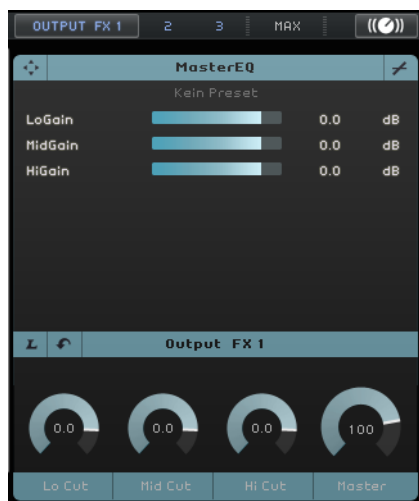 OUTPUT FX 1 2 3 MAX
MasterEQ
Kein Preset
LoGain 0.0 dB
MidGain 0.0 dB
HiGain 0.0 dB
L Output FX 1
0.0 0.0 0.0 100
Lo Cut Mid Cut Hi Cut Master